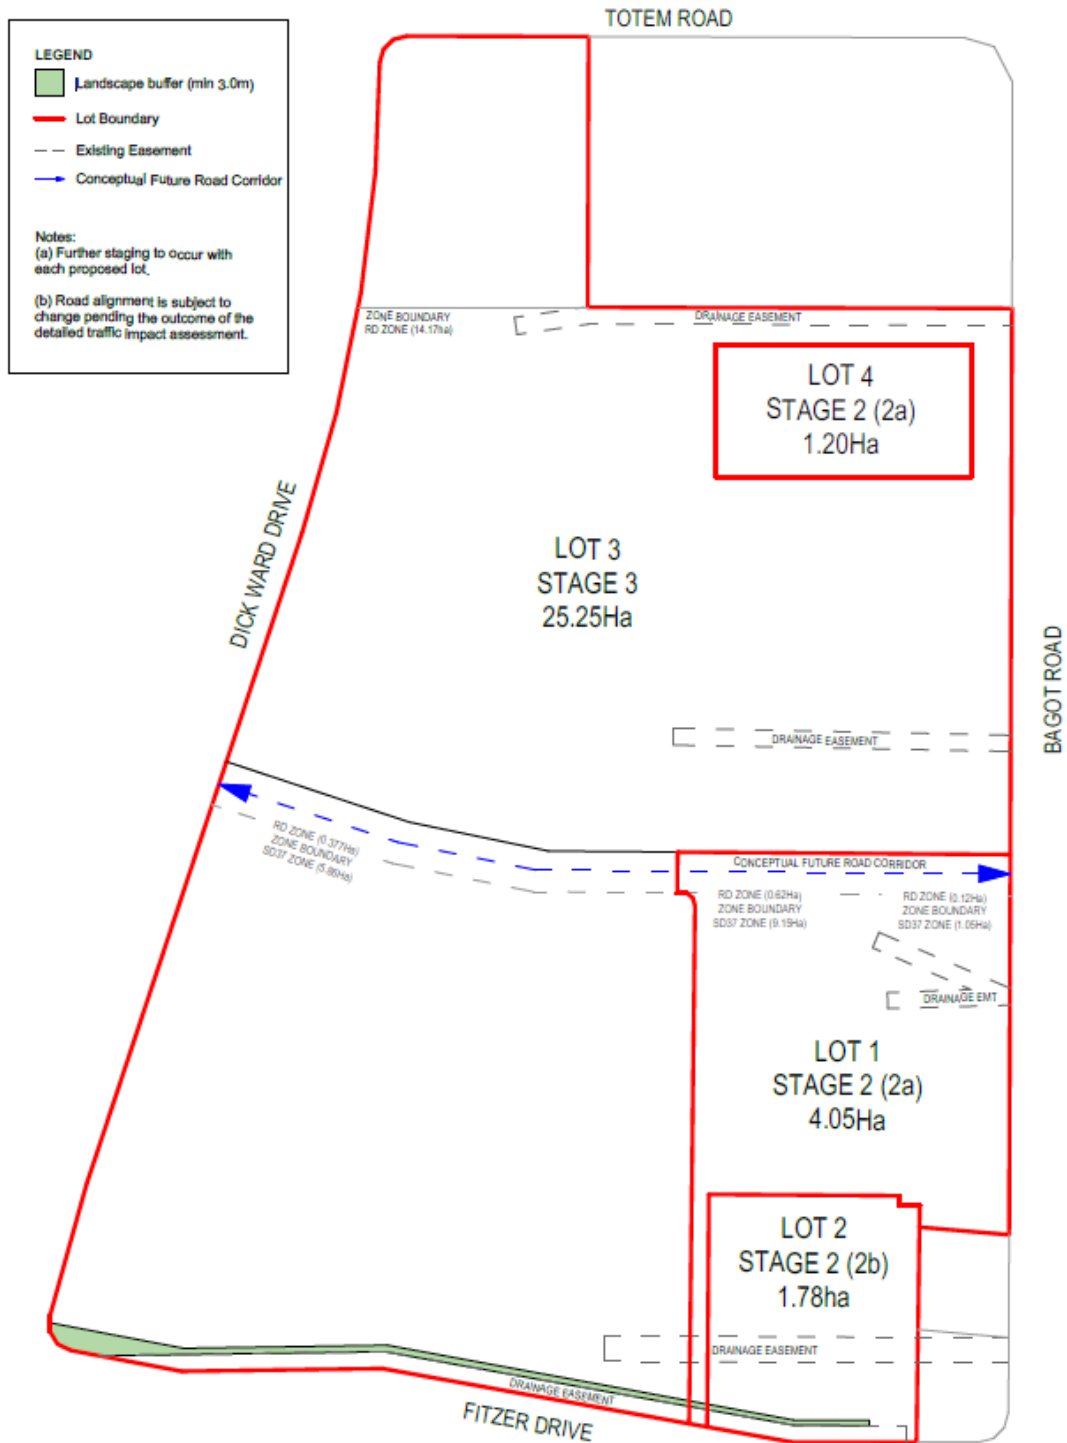 TOTEM ROAD
LEGEND
Landscape buffer (min 3.0m)
Lot Boundary
Existing Easement
Conceptual Future Road Corridor
Notes:
(a) Further staging to occur with
each proposed lot.
(b) Road alignment is subject to
change pending the outcome of the
detailed traffic impact assessment.
ZONE BOUNDARY
RD ZONE (14.17ha)
DRAINAGE EASEMENT
LOT 4
STAGE 2 (2a)
1.20Ha
DICK WARD DRIVE
LOT 3
STAGE 3
25.25Ha
BAGOT ROAD
DRAINAGE EASEMENT
RD ZONE (0.377Ha)
ZONE BOUNDARY
SD37 ZONE (5.86Ha)
CONCEPTUAL FUTURE ROAD CORRIDOR
RD ZONE (0.62Ha)
ZONE BOUNDARY
SD37 ZONE (9.19Ha)
RD ZONE (0.12Ha)
ZONE BOUNDARY
SD37 ZONE (1.05Ha)
DRAINAGE EMT
LOT 1
STAGE 2 (2a)
4.05Ha
LOT 2
STAGE 2 (2b)
1.78ha
DRAINAGE EASEMENT
DRAINAGE EASEMENT
FITZER DRIVE